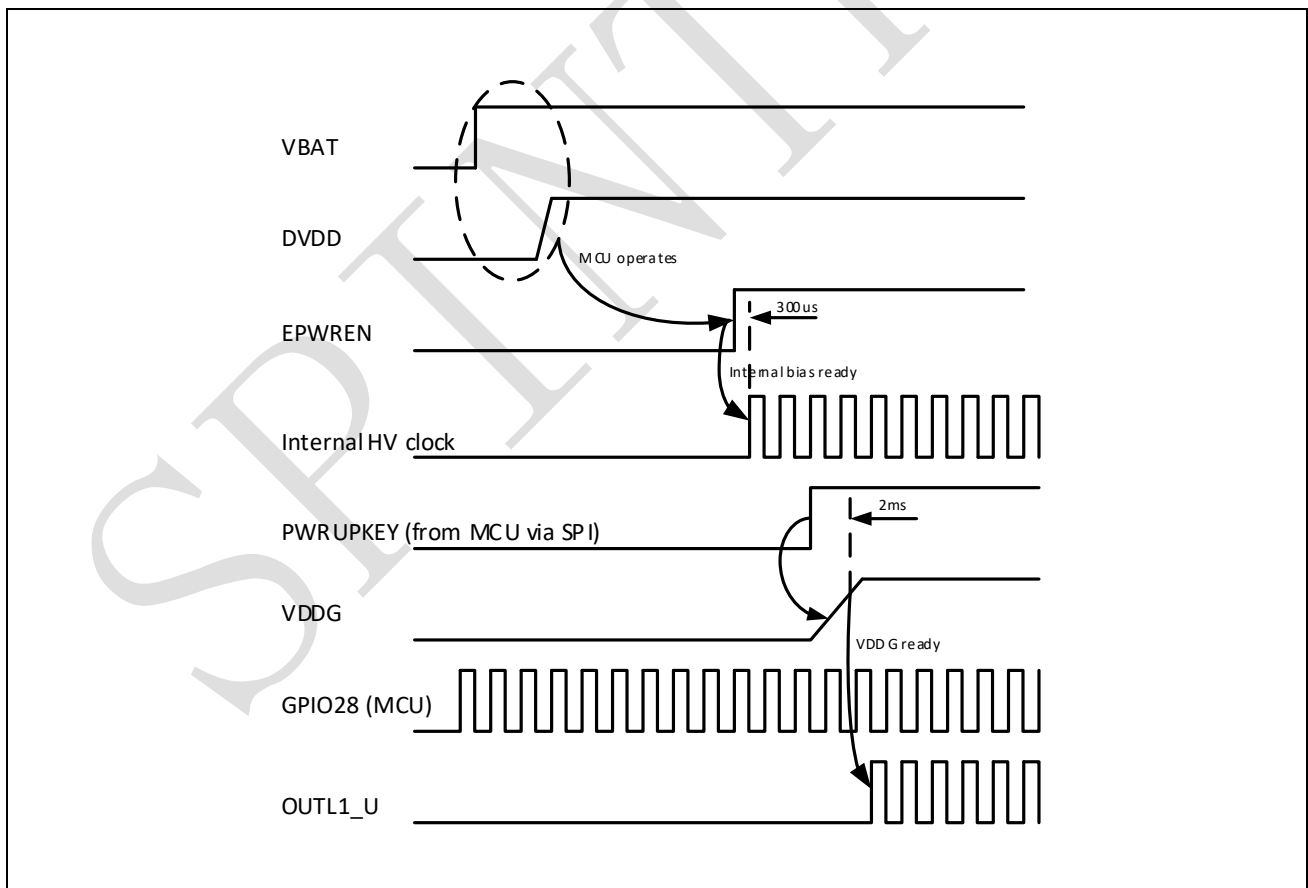 SPINT
VBAT
DVDD
MCU operates
EPWREN
300us
Internal bias ready
Internal HV clock
PWRUPKEY (from MCU via SPI)
2ms
VDDG
VDDG ready
GPIO28 (MCU)
OUTL1_U